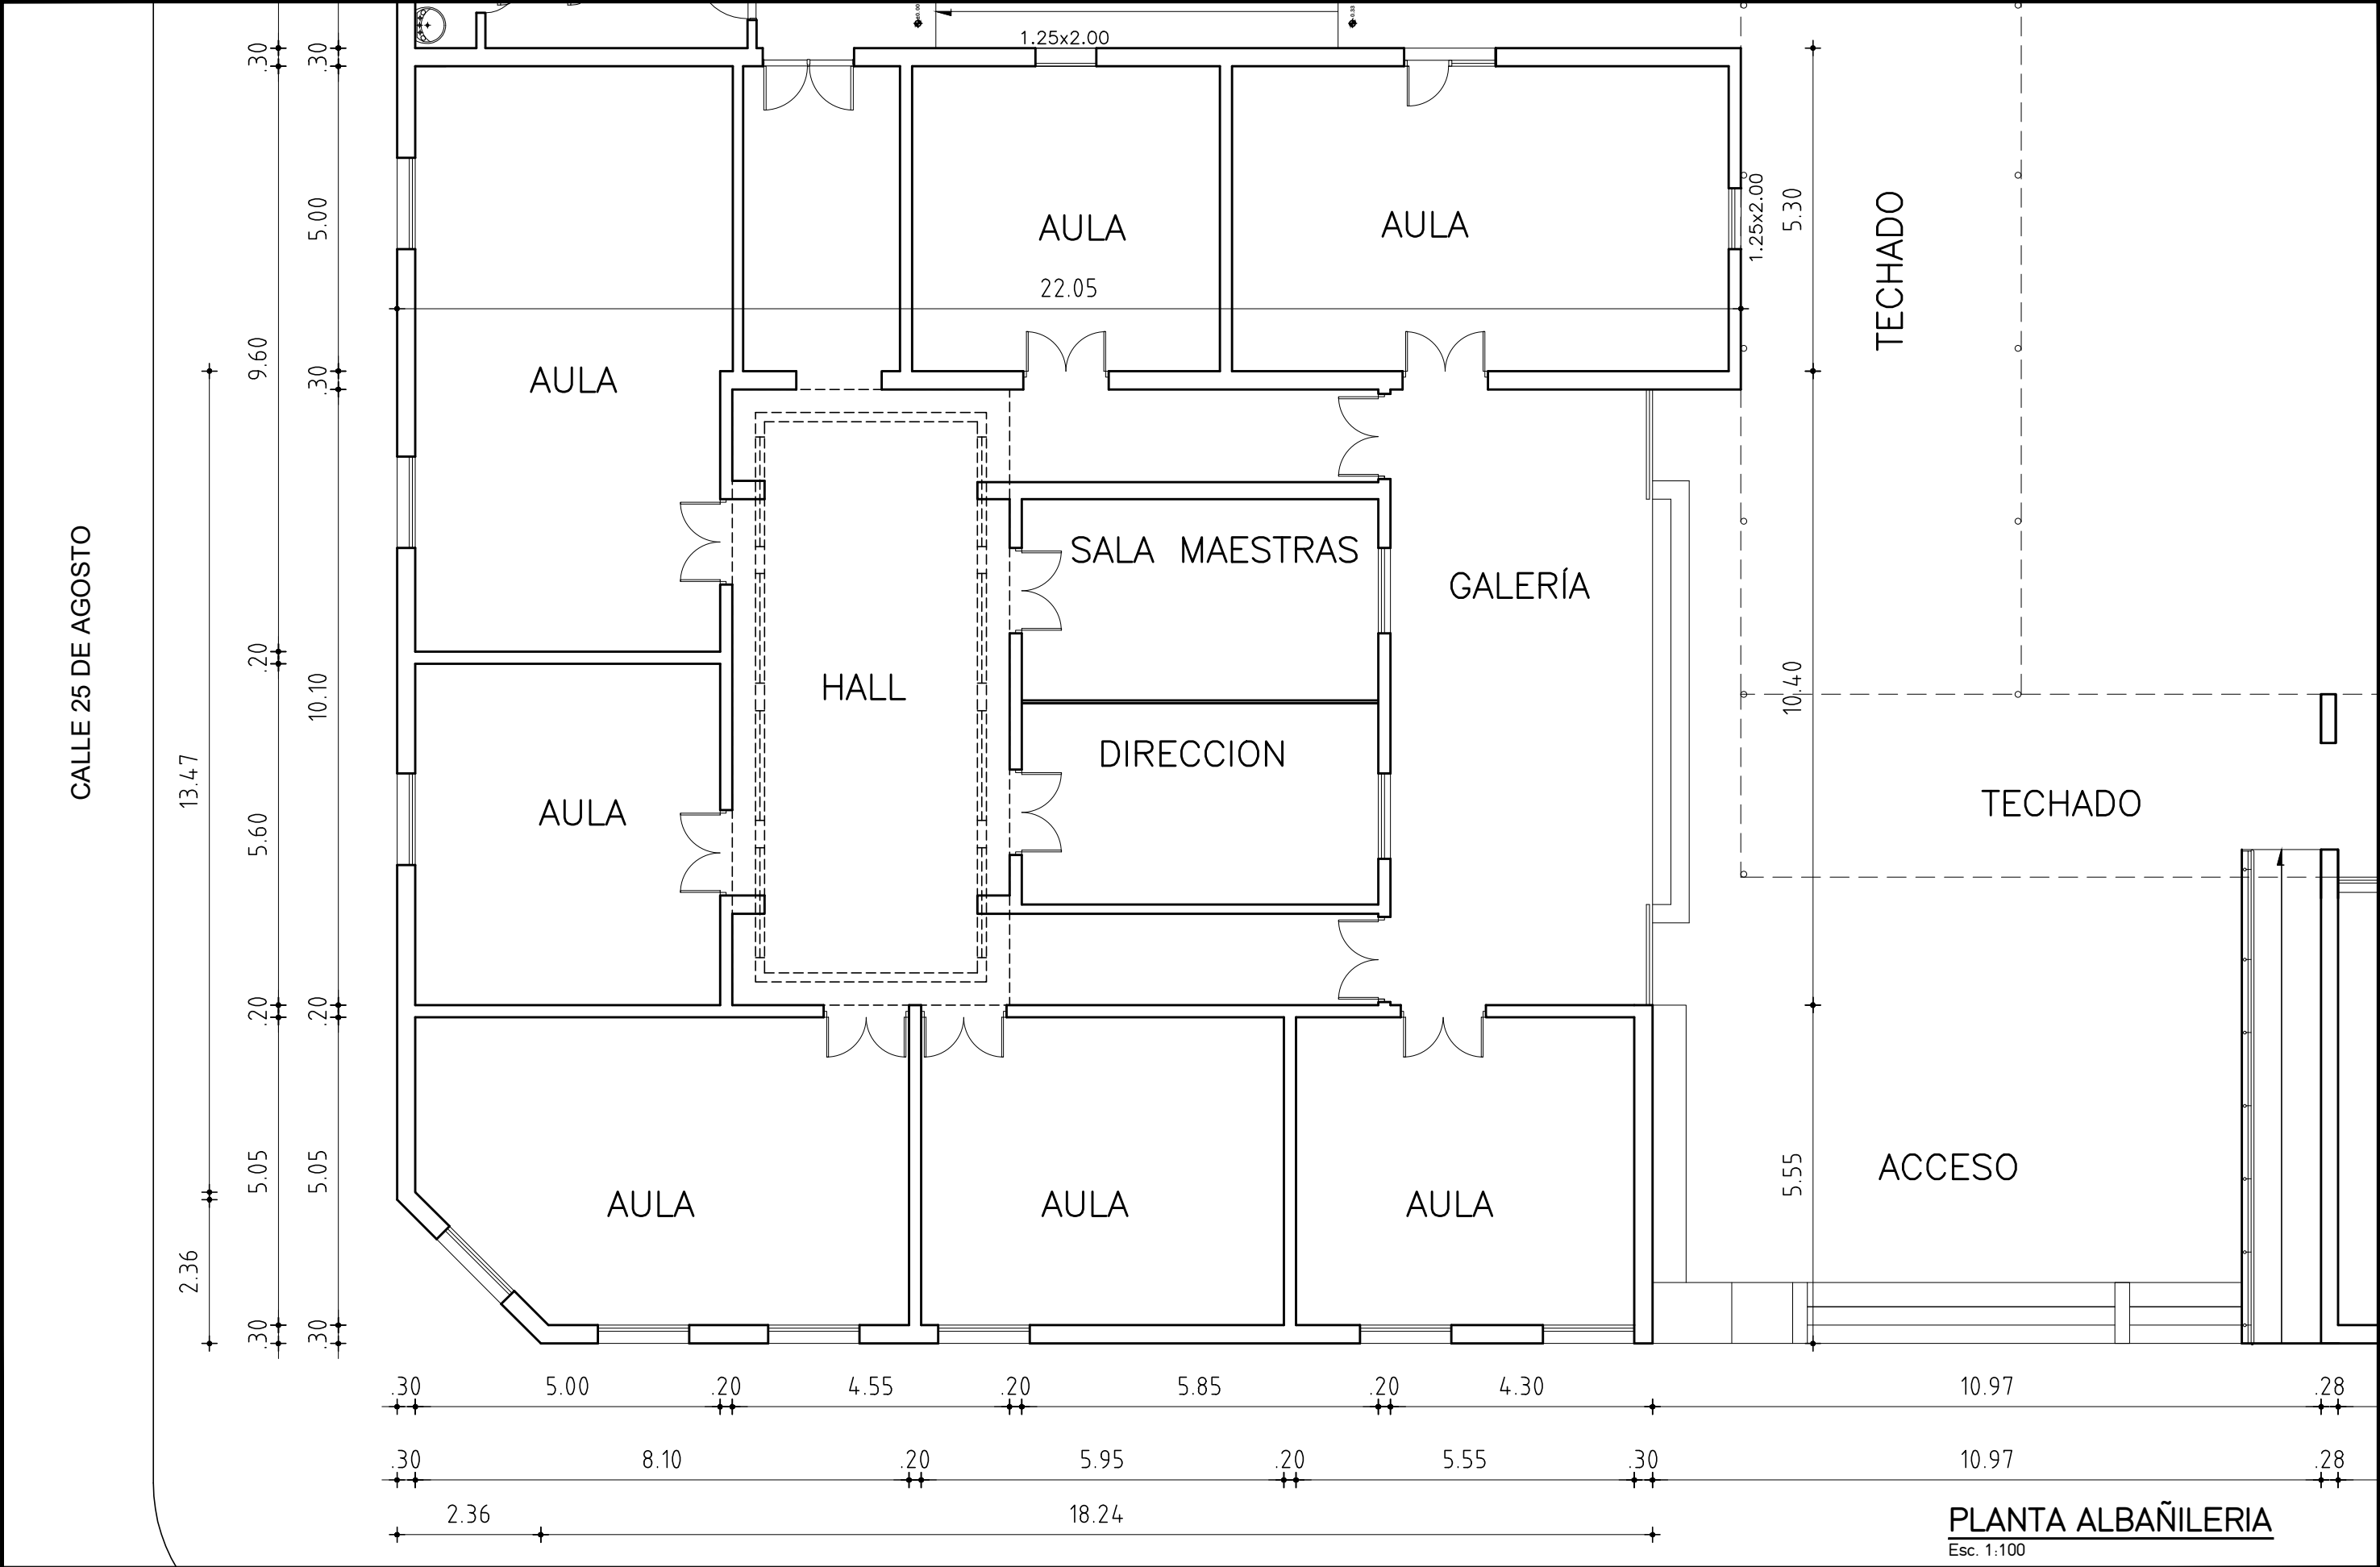 ±0.00
-0.33
1.25x2.00
.30
.30
5.00
AULA
AULA
1.25x2.00
5.30
TECHADO
22.05
9.60
.30
AULA
CALLE 25 DE AGOSTO
SALA MAESTRAS
GALERÍA
.20
10.10
HALL
10.40
13.47
DIRECCION
5.60
AULA
TECHADO
.20
.20
5.05
5.05
AULA
AULA
AULA
5.55
ACCESO
2.36
.30
.30
.30 5.00 .20 4.55 .20 5.85 .20 4.30 10.97 .28
.30 8.10 .20 5.95 .20 5.55 .30 10.97 .28
2.36 18.24
PLANTA ALBAÑILERIA
Esc. 1:100